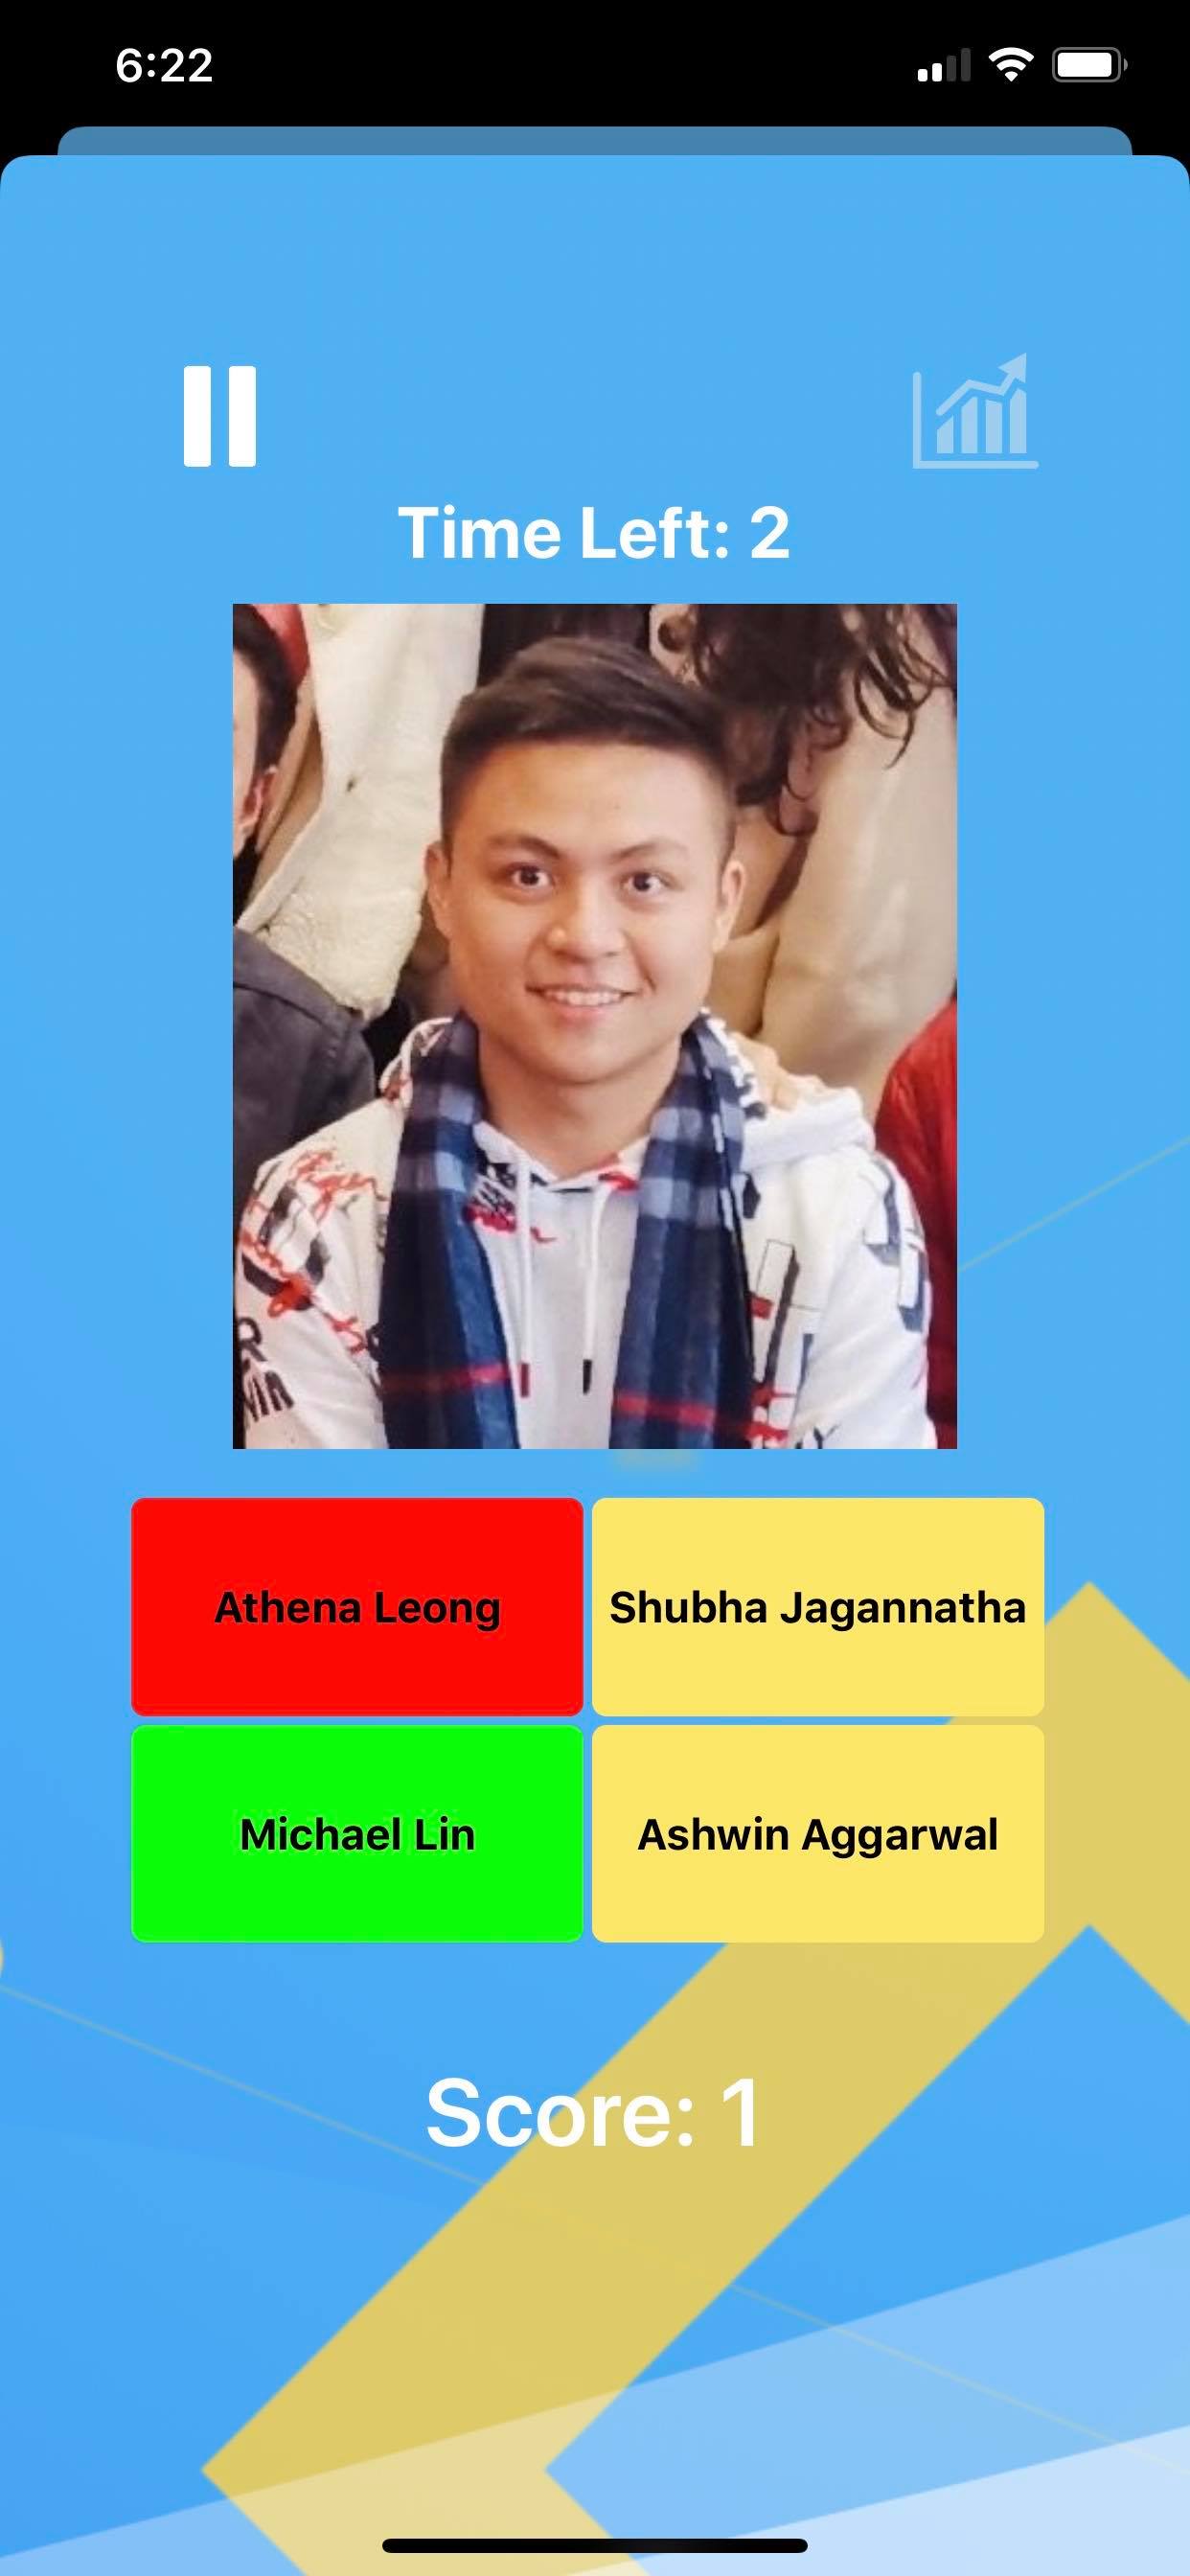 6:22
Time Left: 2
Athena Leong
Shubha Jagannatha
Michael Lin
Ashwin Aggarwal
Score: 1